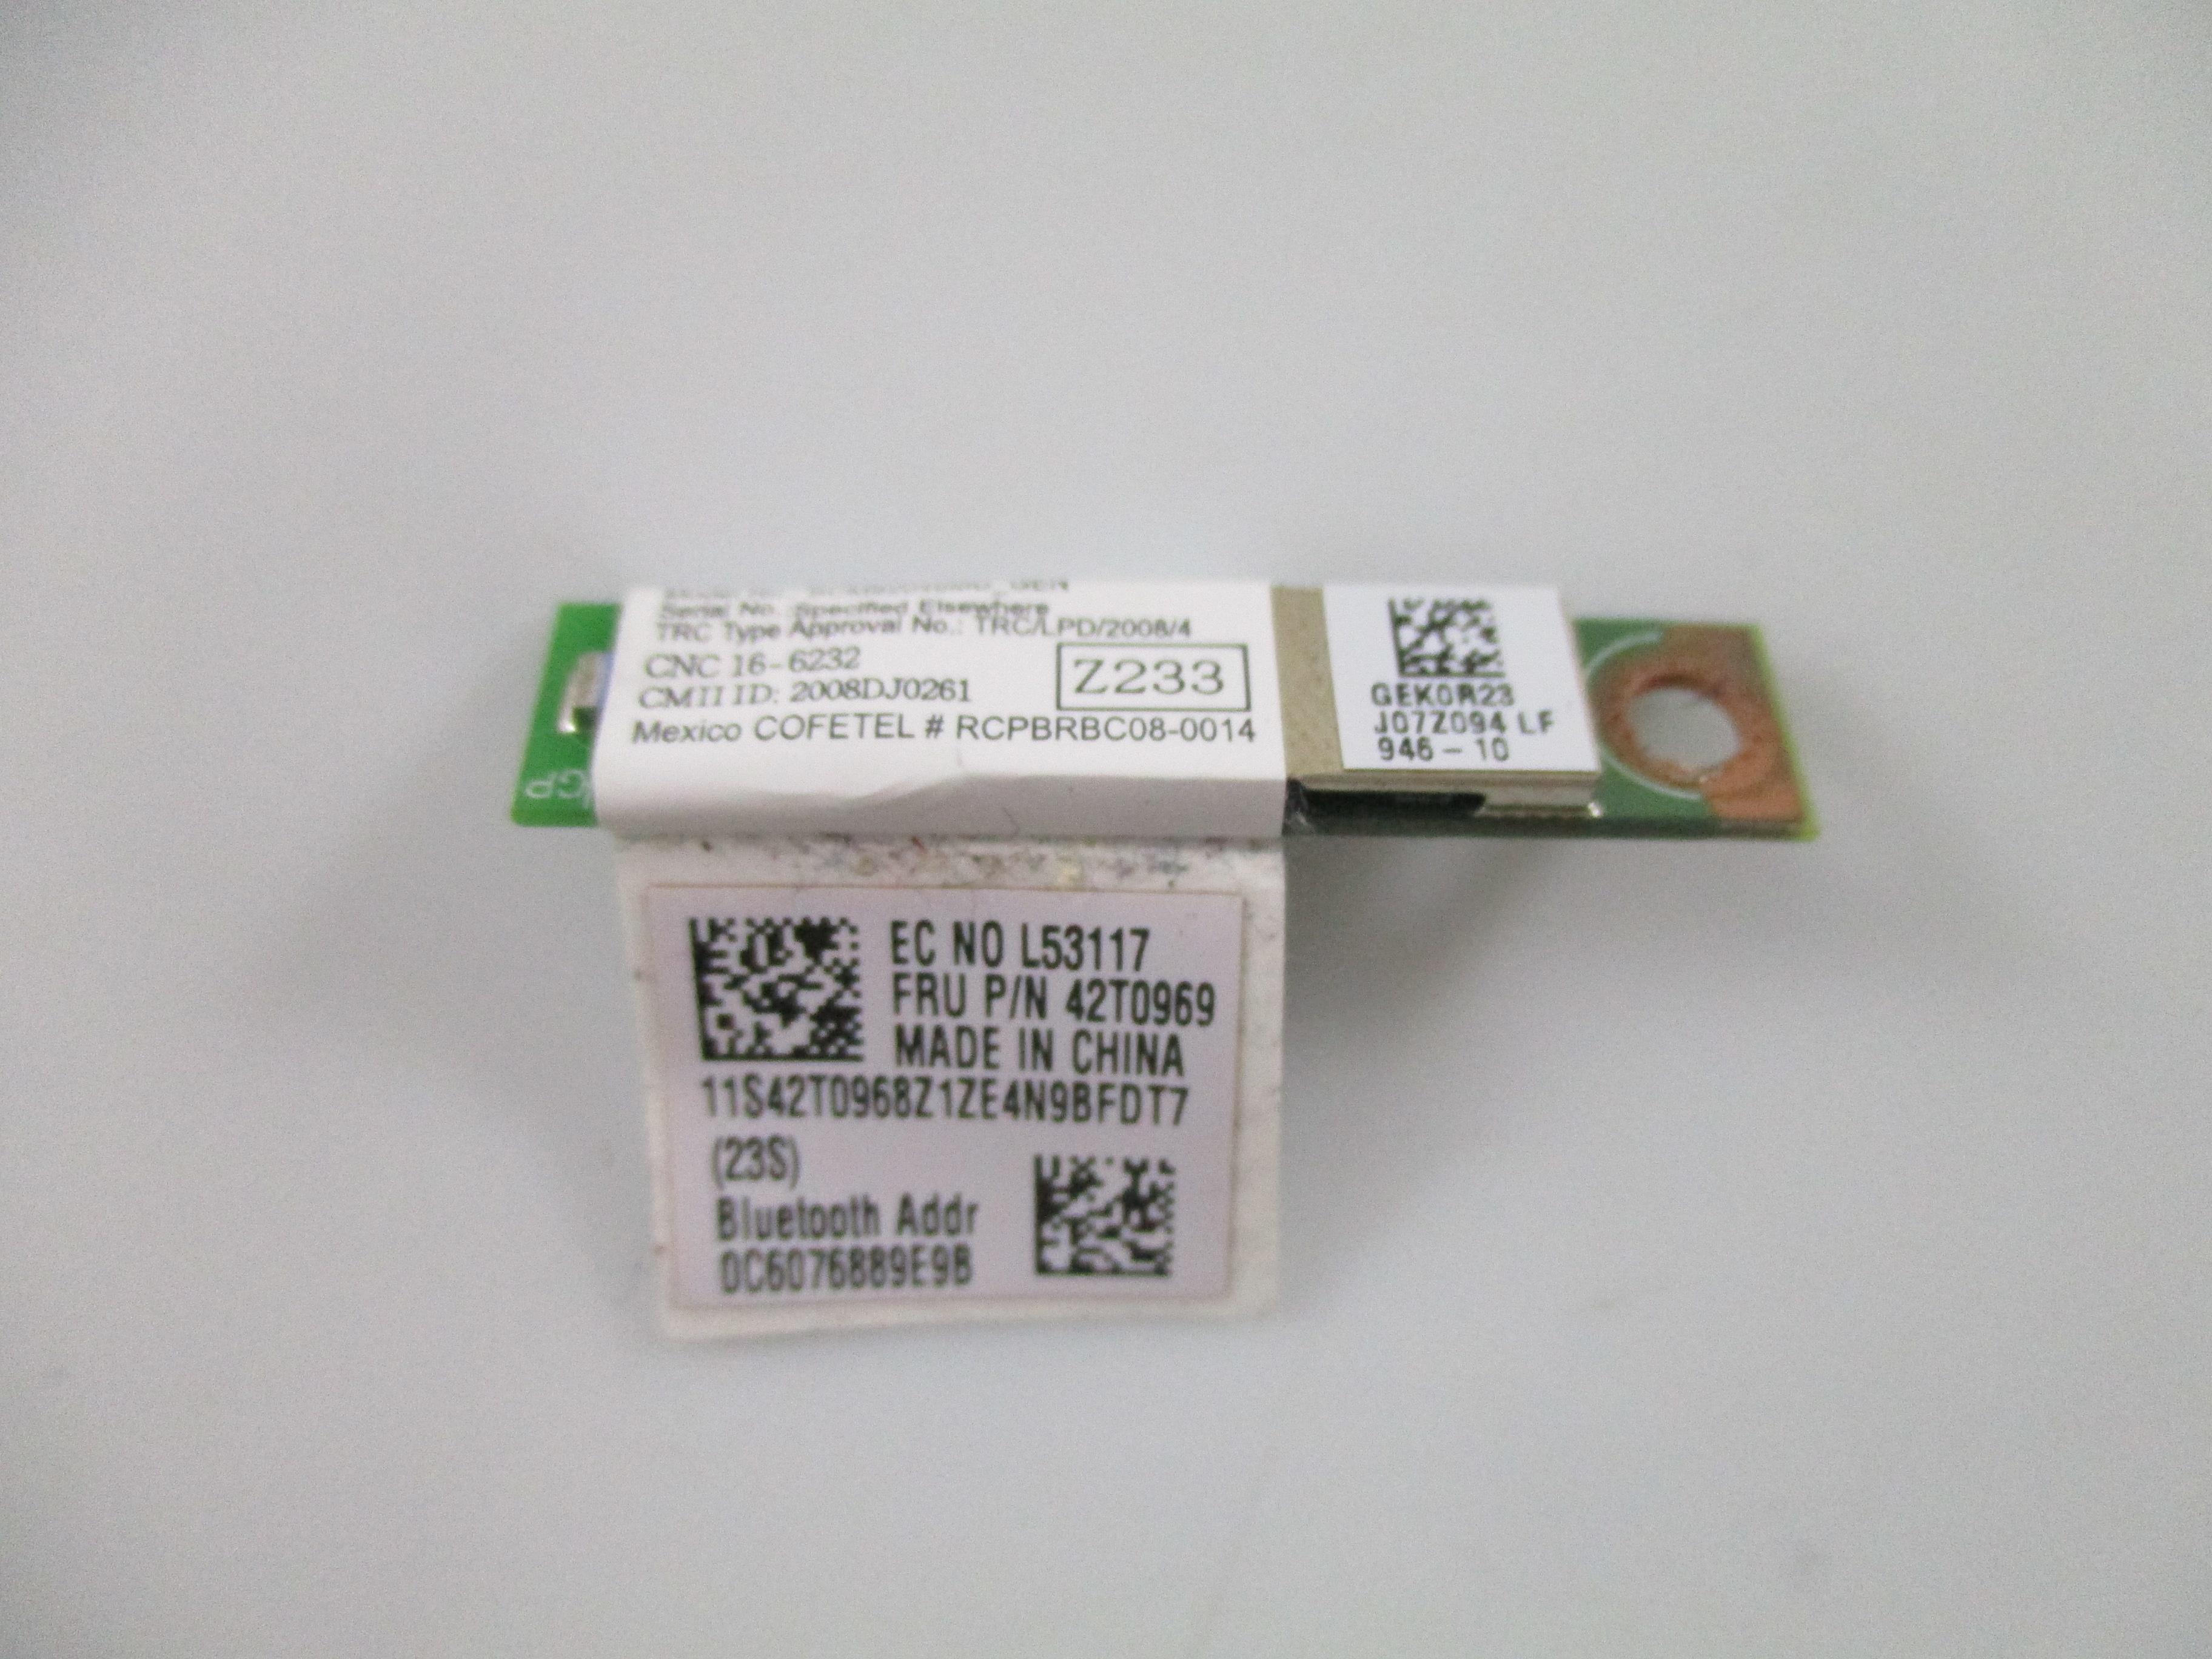 Serial No. Specified Elsewhere
TRC Type Approval No.: TRC/LPD/2008/4
CNC 16-6232
CMII ID: 2008DJ0261
Z233
Mexico COFETEL # RCPBRBC08-0014
GEK0R23
J07Z094 LF
946-10
EC NO L53117
FRU P/N 42T0969
MADE IN CHINA
11S42T0968Z1ZE4N9BFDT7
(23S)
Bluetooth Addr
0C6076889E9B